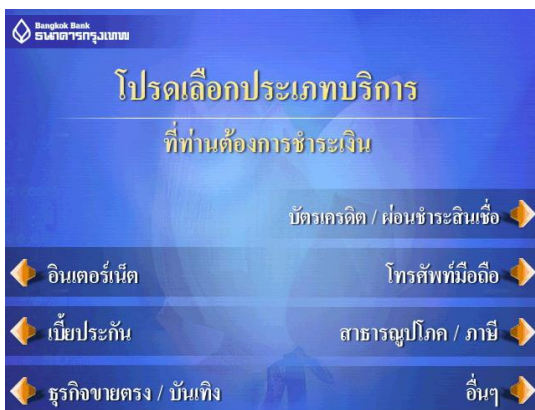 Bangkok Bank
ธนาคารกรุงเทพ
โปรดเลือกประเภทบริการ
ที่ท่านต้องการชำระเงิน
บัตรเครดิต / ผ่อนชำระสินเชื่อ
อินเตอร์เน็ต
โทรศัพท์มือถือ
เบี้ยประกัน
สาธารณูปโภค / ภาษี
ธุรกิจขายตรง / บันเทิง
อื่นๆ